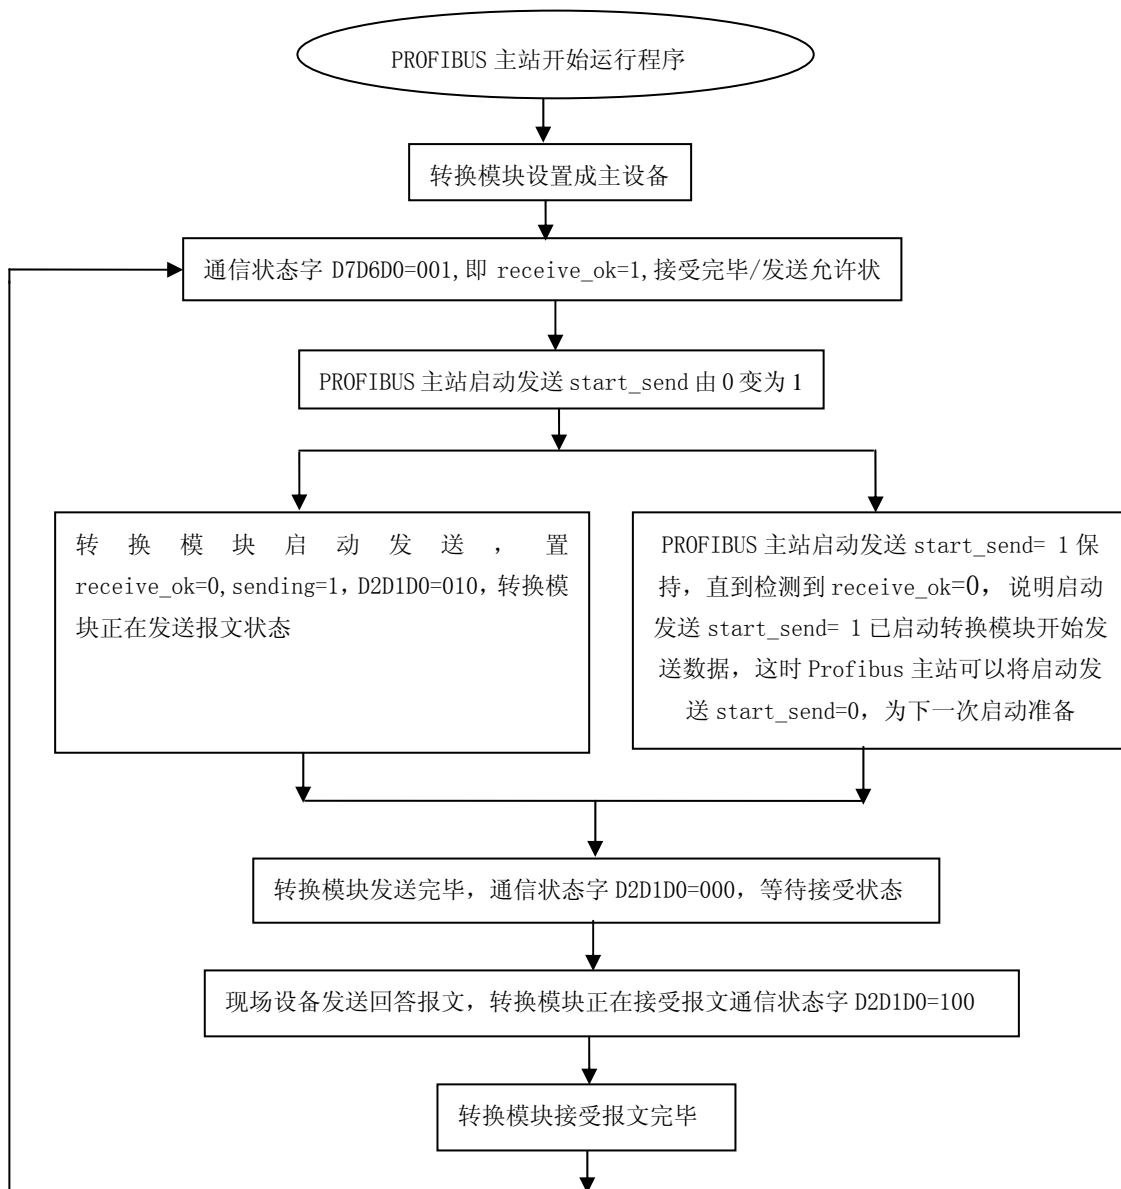 PROFIBUS 主站开始运行程序
转换模块设置成主设备
通信状态字 D7D6D0=001,即 receive_ok=1,接受完毕/发送允许状
PROFIBUS 主站启动发送 start_send 由 0 变为 1
转换模块启动发送，置
receive_ok=0,sending=1，D2D1D0=010，转换模
块正在发送报文状态
PROFIBUS 主站启动发送 start_send= 1 保
持，直到检测到 receive_ok=0，说明启动
发送 start_send= 1 已启动转换模块开始发
送数据，这时 Profibus 主站可以将启动发
送 start_send=0，为下一次启动准备
转换模块发送完毕，通信状态字 D2D1D0=000，等待接受状态
现场设备发送回答报文，转换模块正在接受报文通信状态字 D2D1D0=100
转换模块接受报文完毕